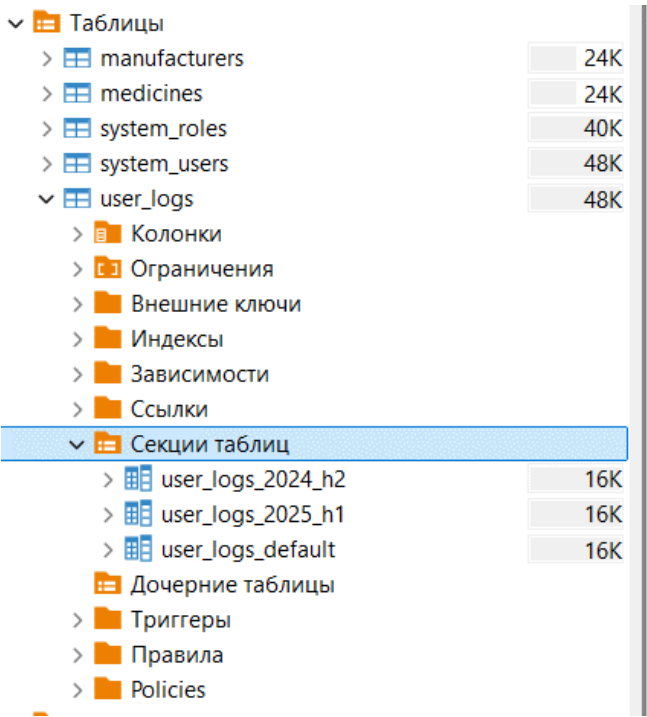 Таблицы
manufacturers 24K
medicines 24K
system_roles 40K
system_users 48K
user_logs 48K
Колонки
Ограничения
Внешние ключи
Индексы
Зависимости
Ссылки
Секции таблиц
user_logs_2024_h2 16K
user_logs_2025_h1 16K
user_logs_default 16K
Дочерние таблицы
Триггеры
Правила
Policies